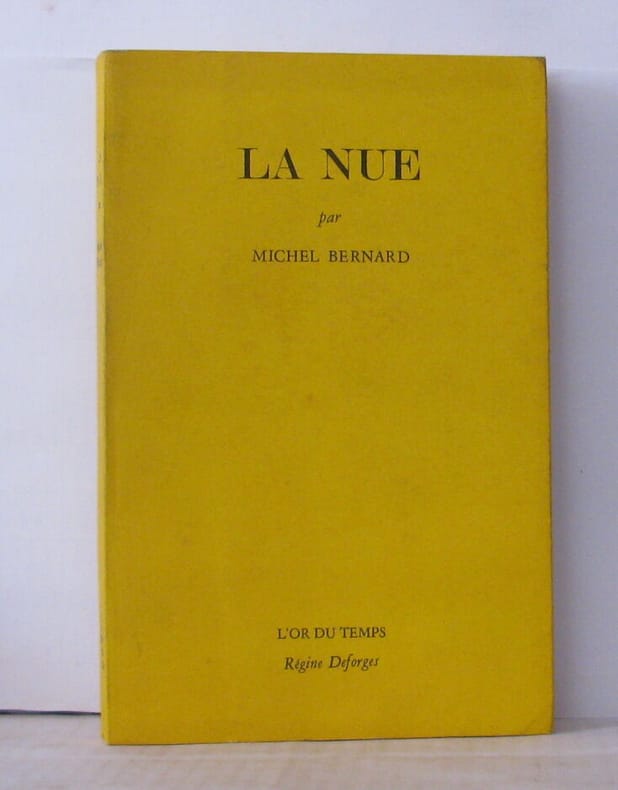 LA NUE
par
MICHEL BERNARD
L'OR DU TEMPS
Régine Deforges